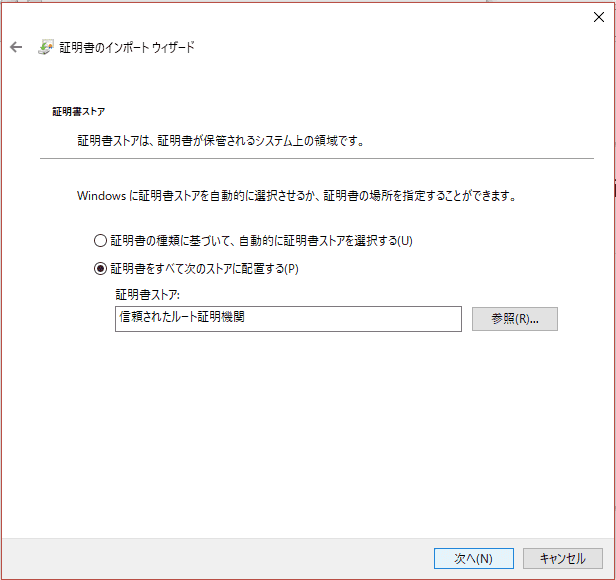 証明書のインポート ウィザード
証明書ストア
証明書ストアは、証明書が保管されるシステム上の領域です。
Windows に証明書ストアを自動的に選択させるか、証明書の場所を指定することができます。
証明書の種類に基づいて、自動的に証明書ストアを選択する(U)
証明書をすべて次のストアに配置する(P)
証明書ストア:
信頼されたルート証明機関
参照(R)...
次へ(N)
キャンセル